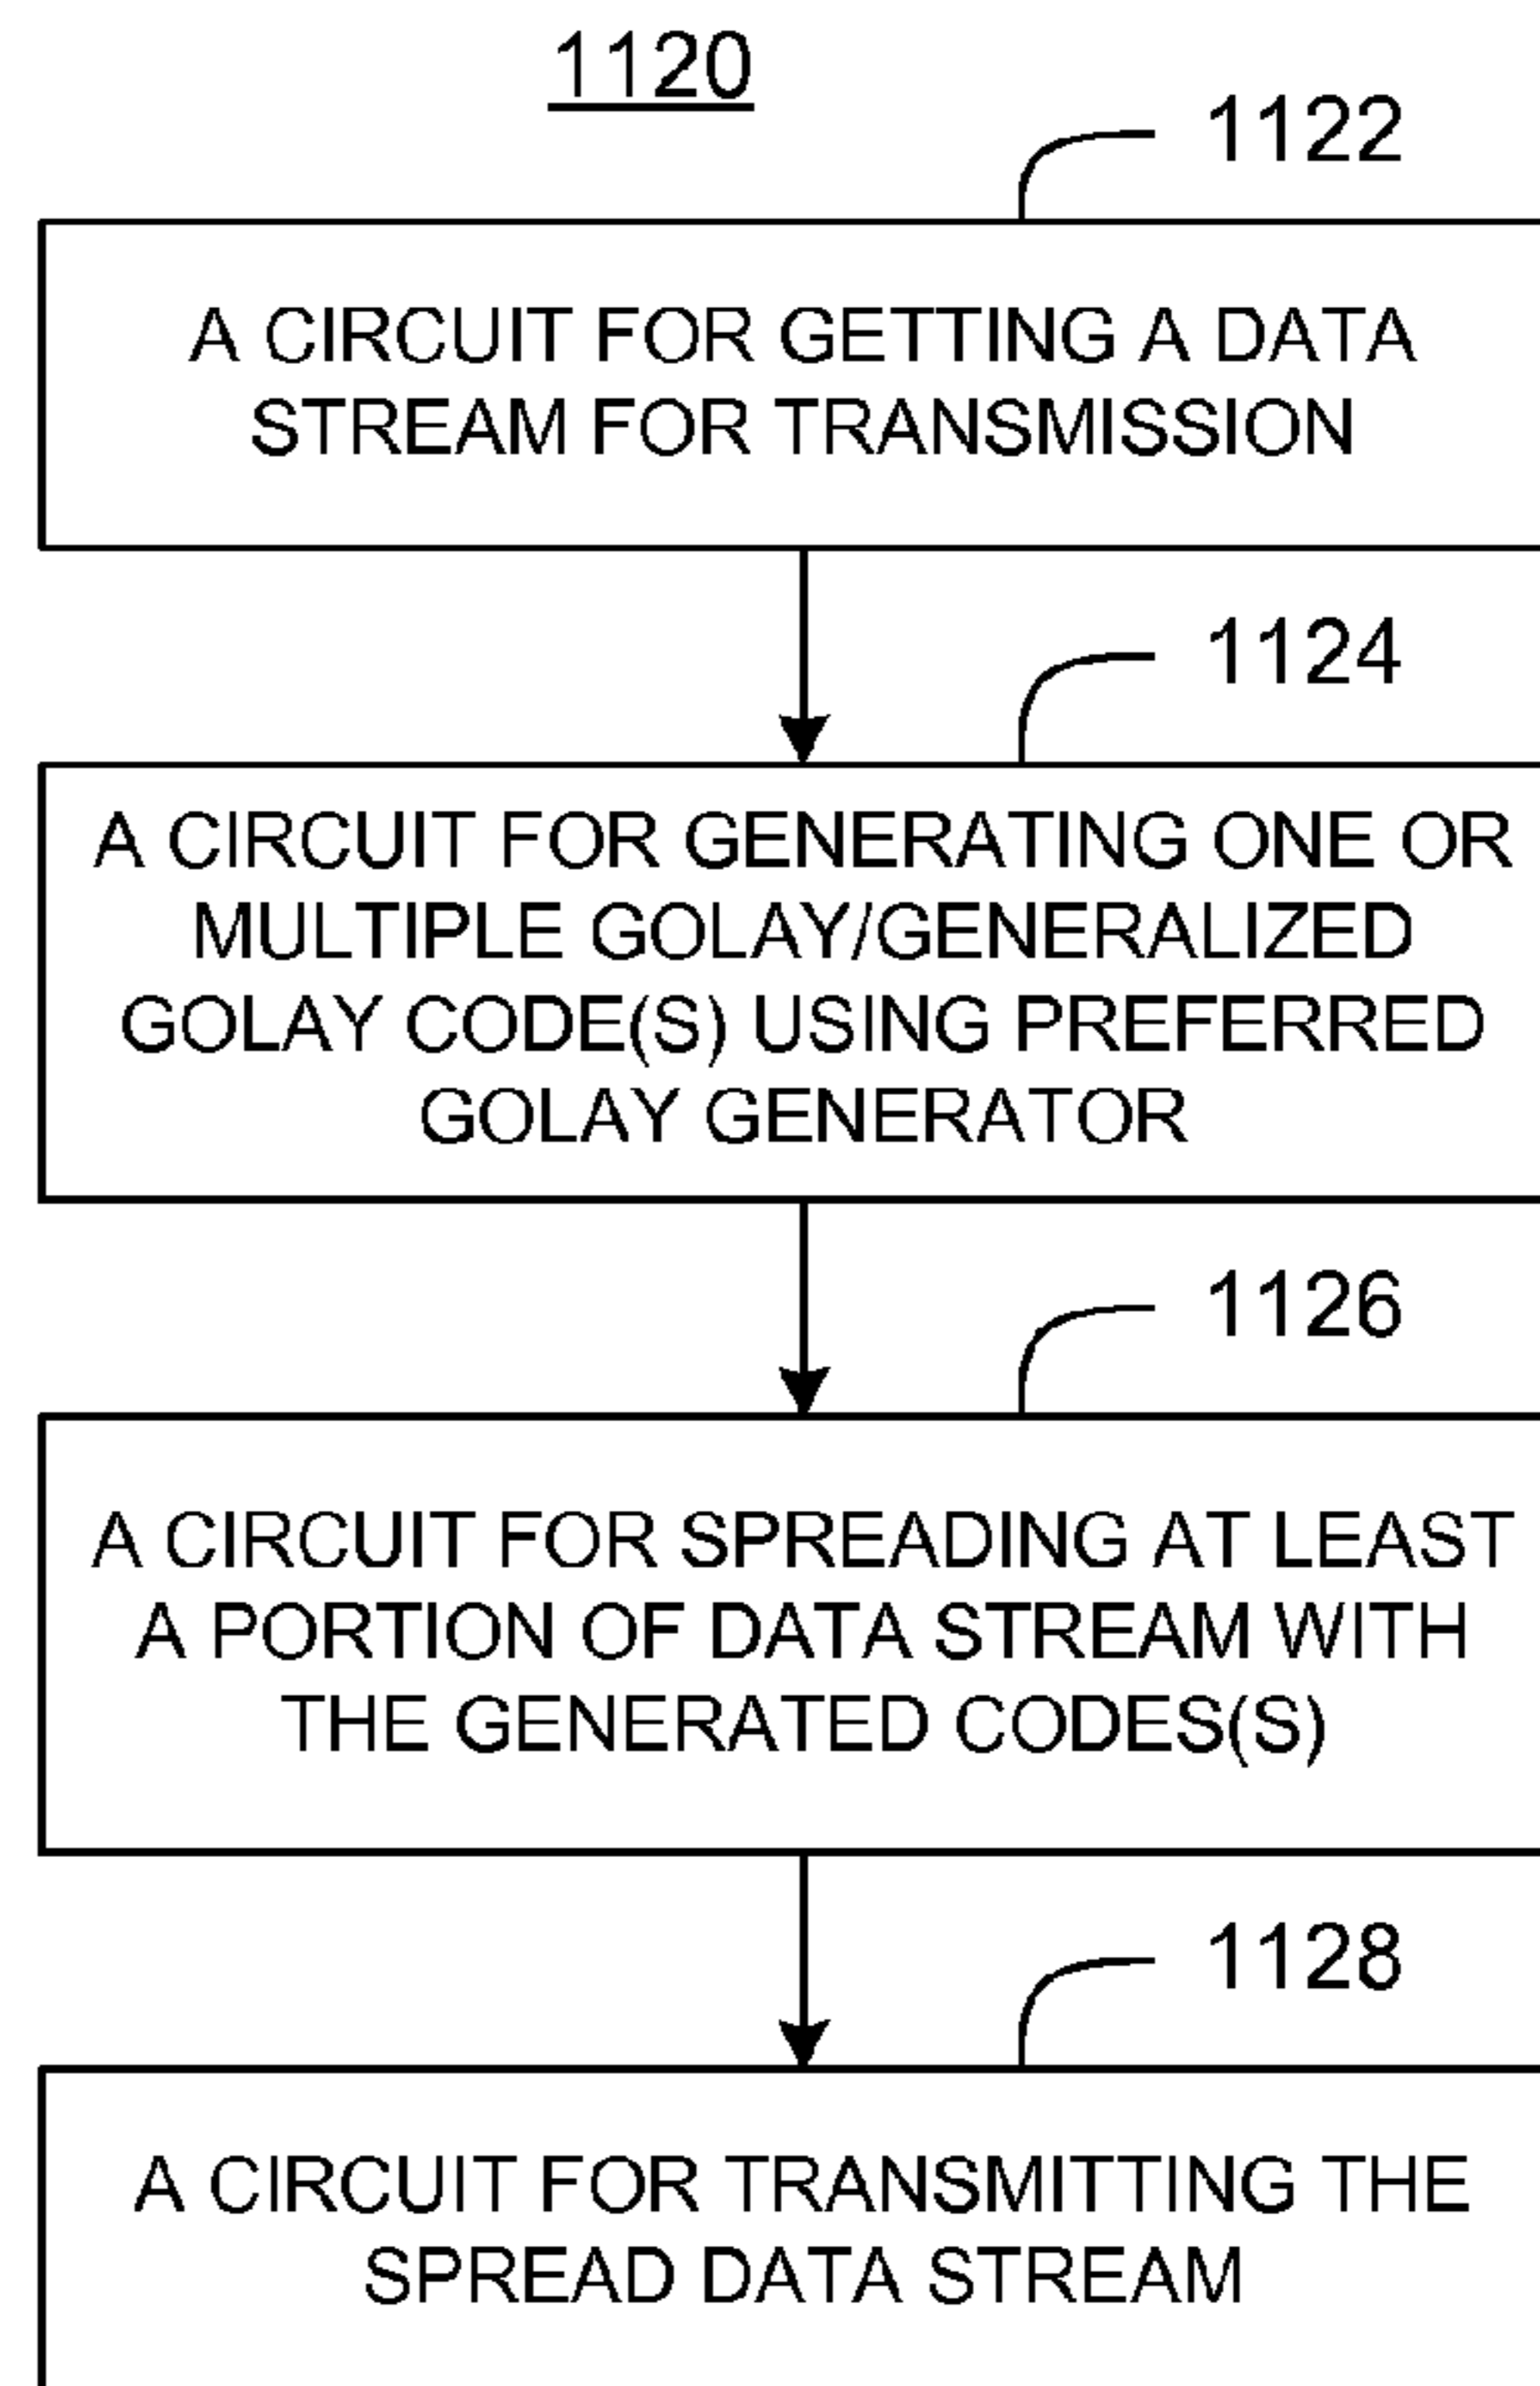 1120
1122
A CIRCUIT FOR GETTING A DATA
STREAM FOR TRANSMISSION
1124
A CIRCUIT FOR GENERATING ONE OR
MULTIPLE GOLAY/GENERALIZED
GOLAY CODE(S) USING PREFERRED
GOLAY GENERATOR
1126
A CIRCUIT FOR SPREADING AT LEAST
A PORTION OF DATA STREAM WITH
THE GENERATED CODES(S)
1128
A CIRCUIT FOR TRANSMITTING THE
SPREAD DATA STREAM